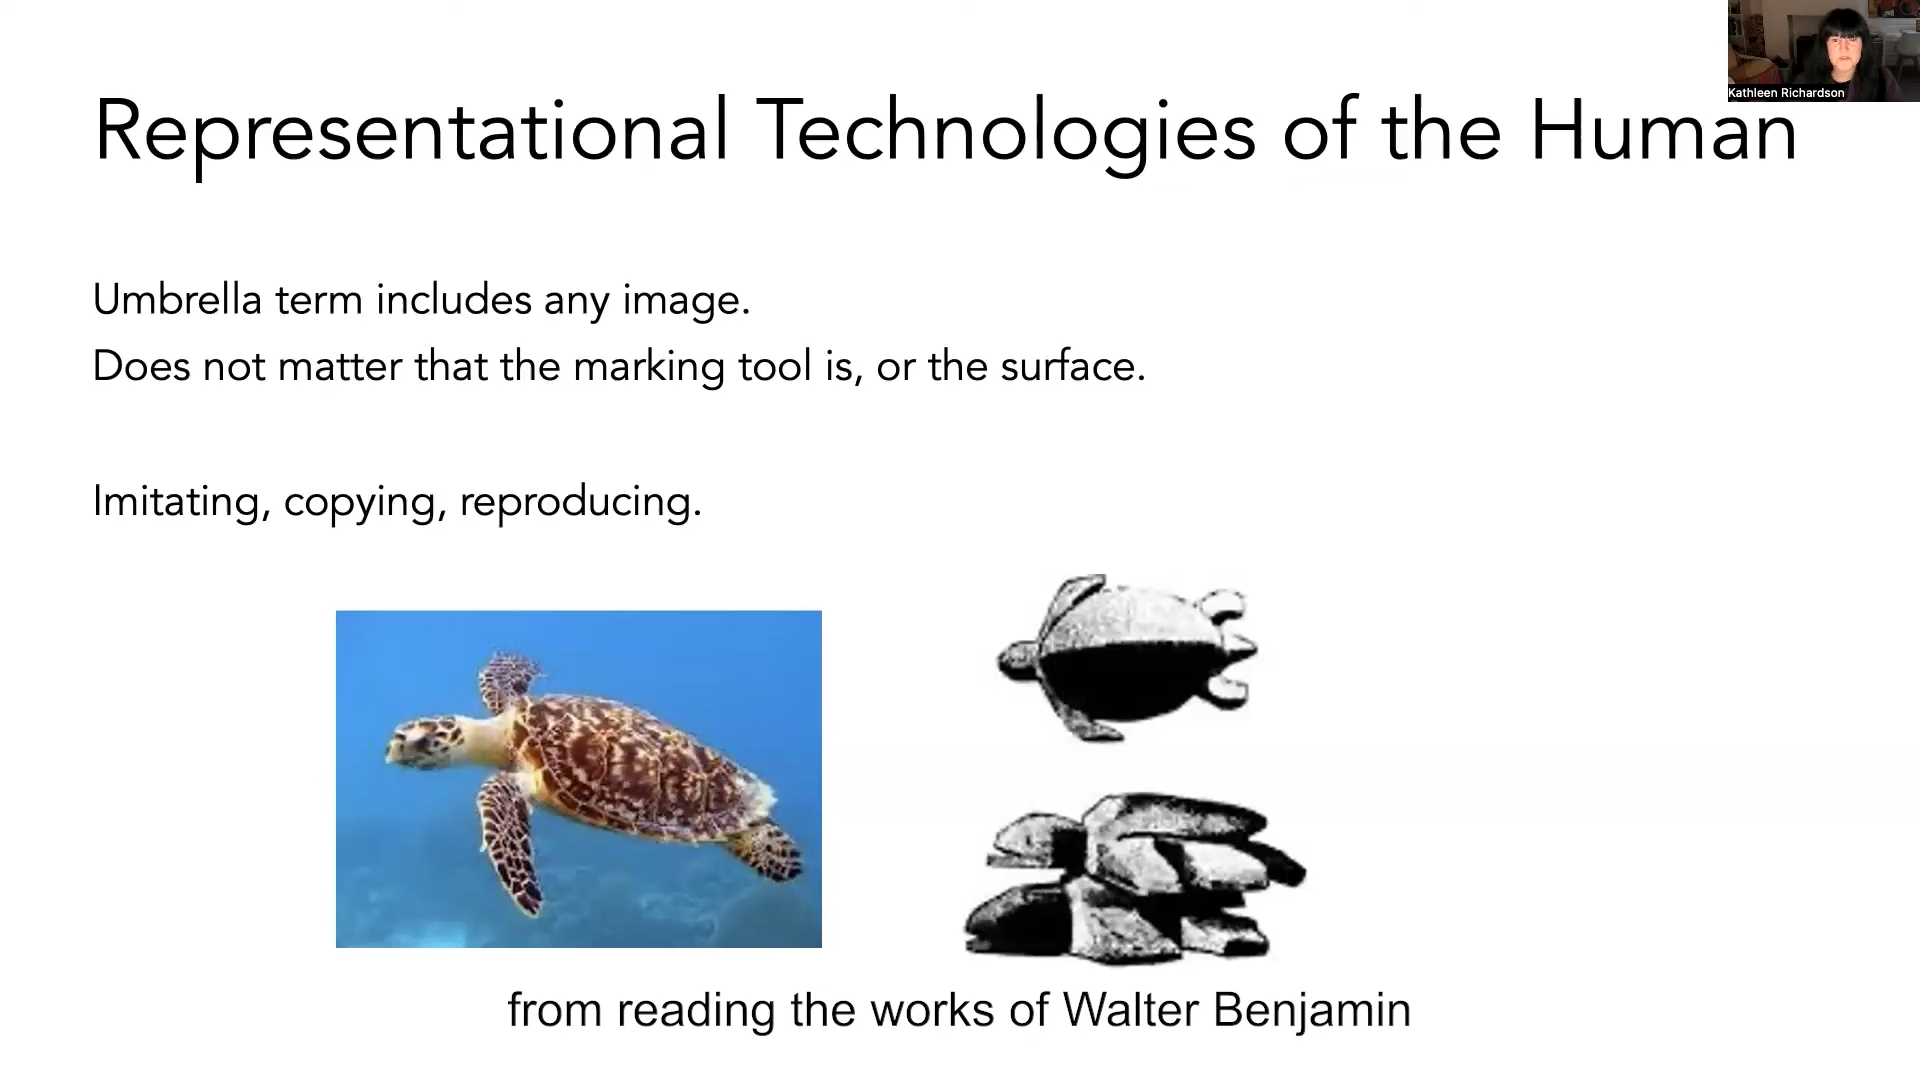 Kathleen Richardson
Representational Technologies of the Human
Umbrella term includes any image.
Does not matter that the marking tool is, or the surface.
Imitating, copying, reproducing.
from reading the works of Walter Benjamin